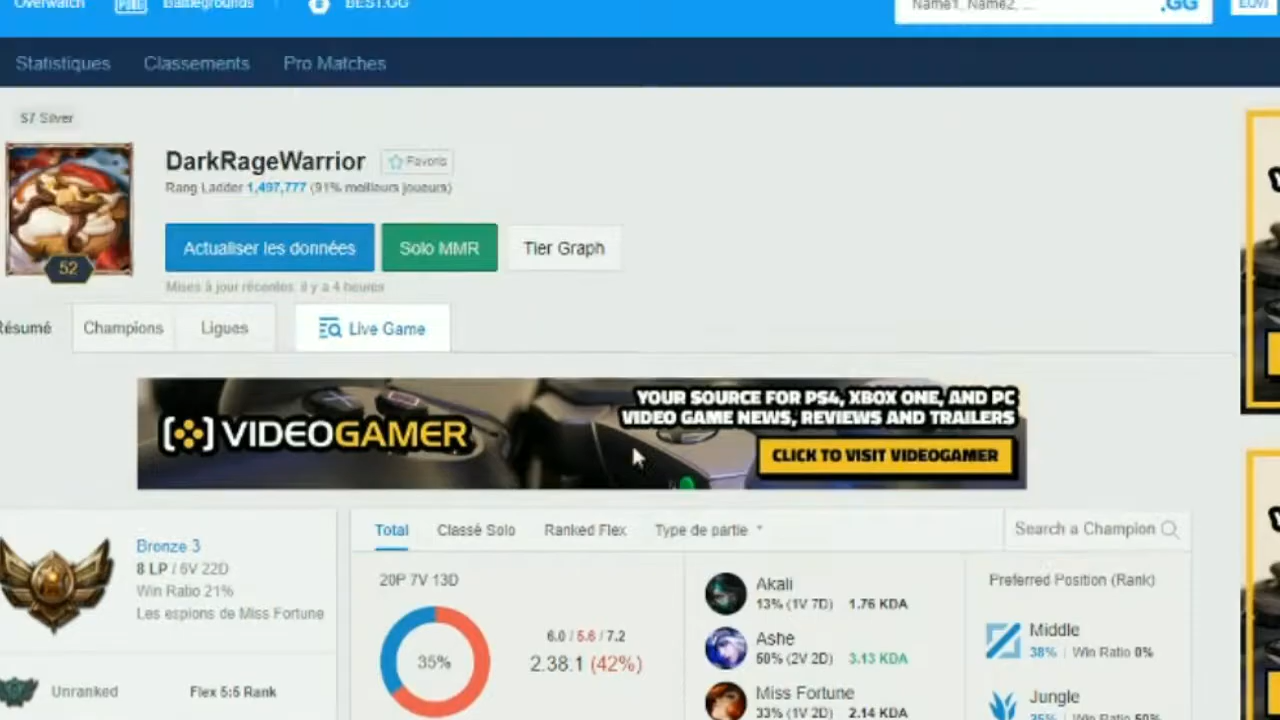 Overwatch
PUBG Battlegrounds
BEST.GG
Name1, Name2, ...
.GG
Statistiques Classements Pro Matches
S7 Silver
DarkRageWarrior
Favoris
Rang Ladder 1,497,777 (91% meilleurs joueurs)
52
Actualiser les données
Solo MMR
Tier Graph
Mises à jour récentes: il y a 4 heures
Résumé
Champions
Ligues
Live Game
VIDEOGAMER
YOUR SOURCE FOR PS4, XBOX ONE, AND PC
VIDEO GAME NEWS, REVIEWS AND TRAILERS
CLICK TO VISIT VIDEOGAMER
Bronze 3
8 LP / 6V 22D
Win Ratio 21%
Les espions de Miss Fortune
Unranked
Flex 5:5 Rank
Total
Classé Solo
Ranked Flex
Type de partie
Search a Champion
20P 7V 13D
35%
6.0 / 5.6 / 7.2
2.38:1 (42%)
Akali
13% (1V 7D) 1.76 KDA
Ashe
50% (2V 2D) 3.13 KDA
Miss Fortune
33% (1V 2D) 2.14 KDA
Preferred Position (Rank)
Middle
38% | Win Ratio 0%
Jungle
35% | Win Ratio 50%